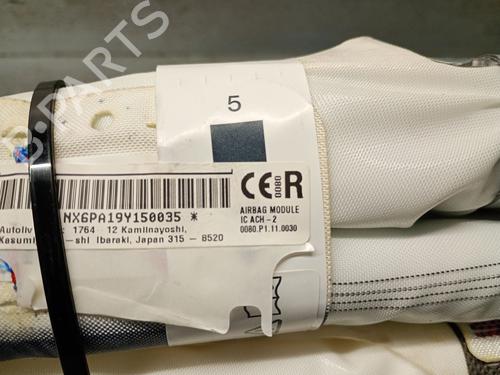 5
NX6PA19Y150035 *
Autoliv : 1764 12 Kamiinayoshi,
Kasumi -shi Ibaraki, Japan 315 - 8520
CE 0080 R
AIRBAG MODULE
IC ACH - 2
0080.P1.11.0030
B-PARTS